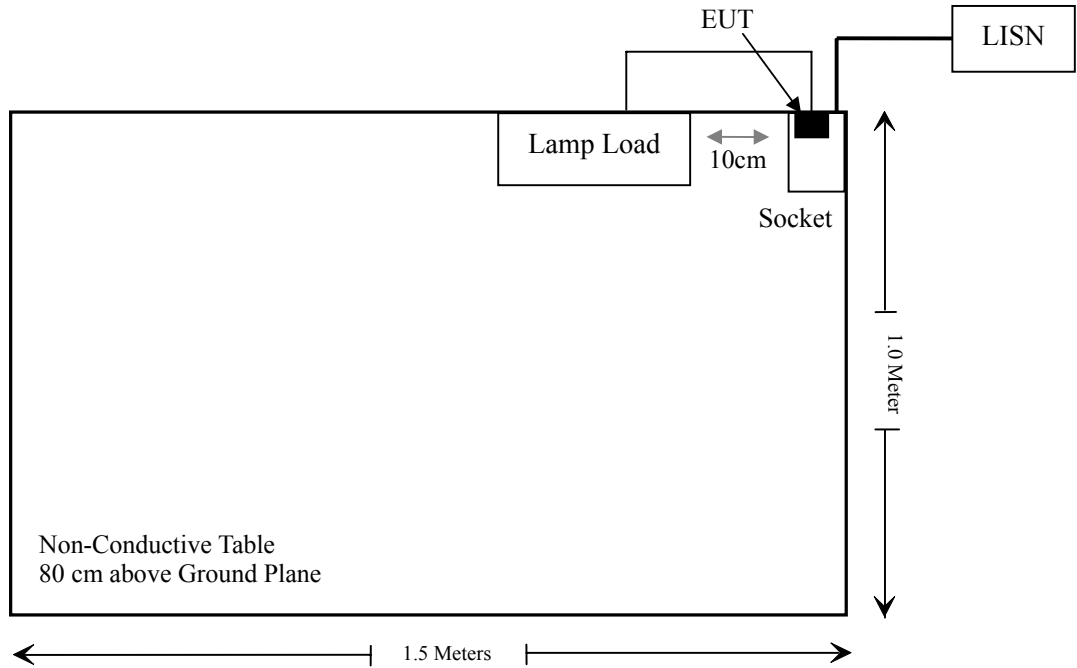 EUT
LISN
Lamp Load
10cm
Socket
1.0 Meter
Non-Conductive Table
80 cm above Ground Plane
1.5 Meters